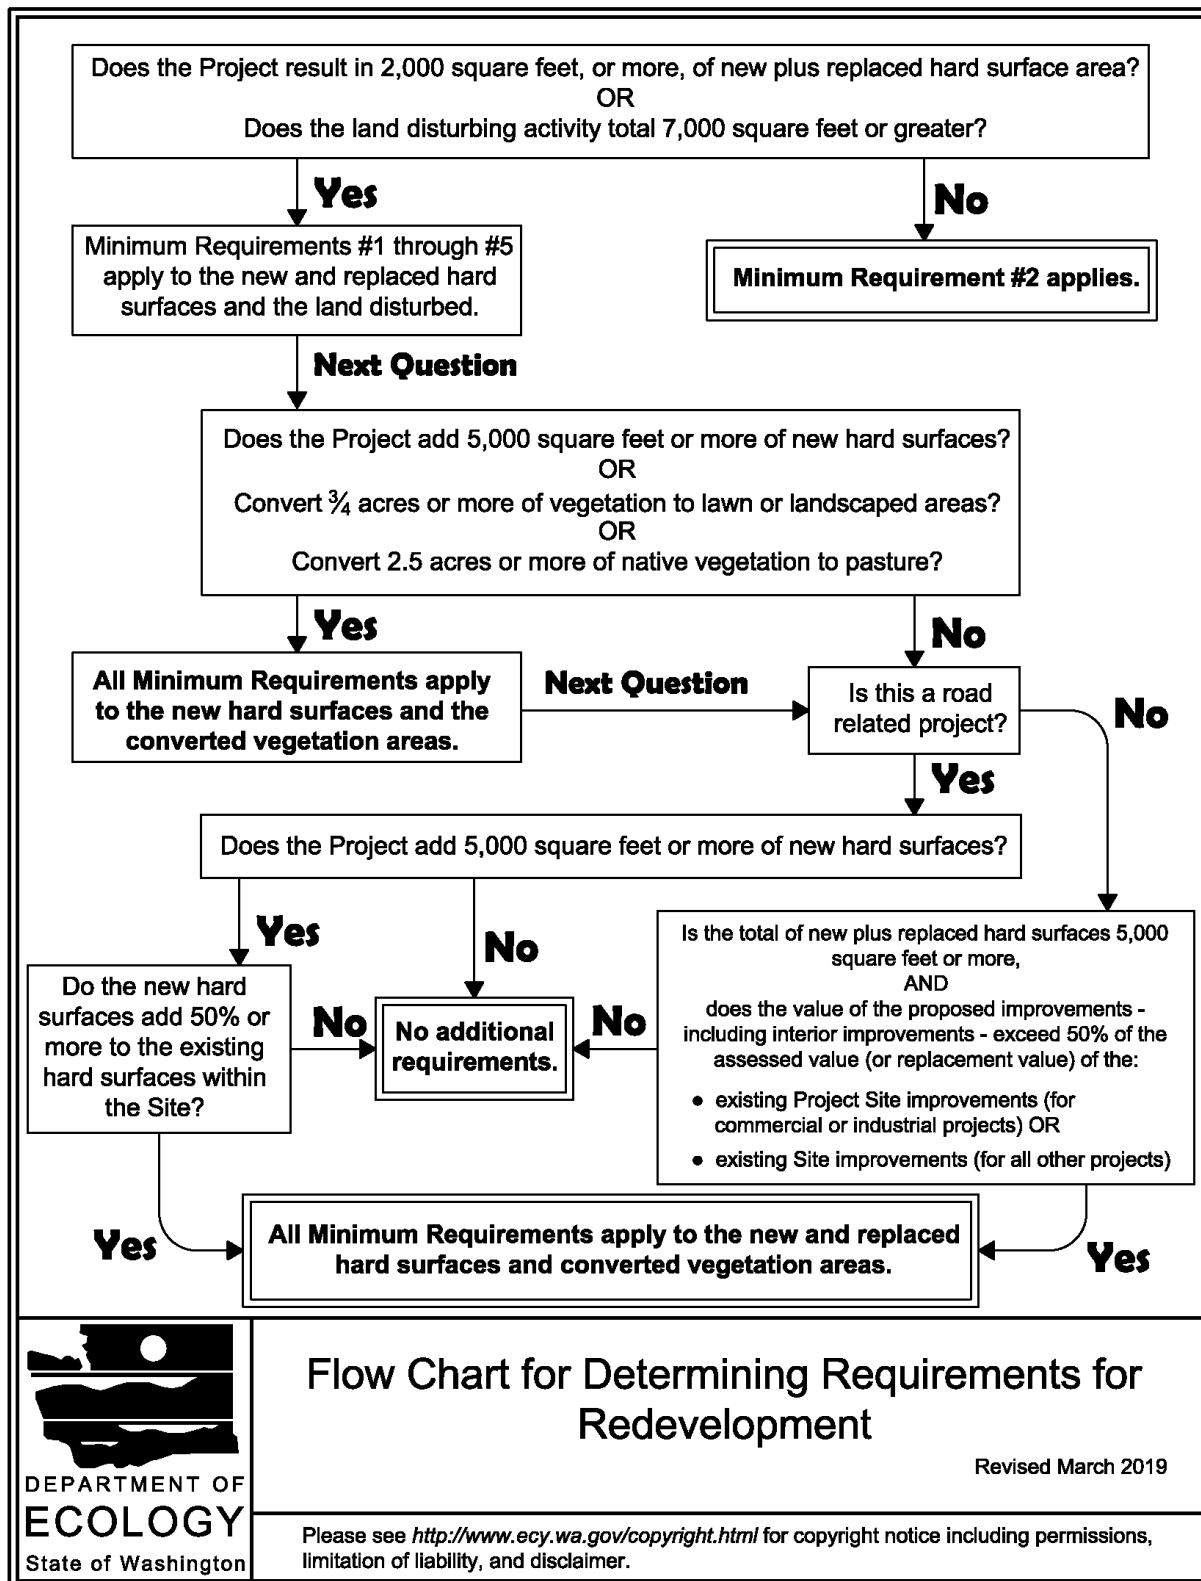 Does the Project result in 2,000 square feet, or more, of new plus replaced hard surface area?
OR
Does the land disturbing activity total 7,000 square feet or greater?
Yes
No
Minimum Requirements #1 through #5
apply to the new and replaced hard
surfaces and the land disturbed.
Minimum Requirement #2 applies.
Next Question
Does the Project add 5,000 square feet or more of new hard surfaces?
OR
Convert ¾ acres or more of vegetation to lawn or landscaped areas?
OR
Convert 2.5 acres or more of native vegetation to pasture?
Yes
No
All Minimum Requirements apply
to the new hard surfaces and the
converted vegetation areas.
Next Question
Is this a road
related project?
No
Yes
Does the Project add 5,000 square feet or more of new hard surfaces?
Yes
No
Do the new hard
surfaces add 50% or
more to the existing
hard surfaces within
the Site?
No
No additional
requirements.
No
Is the total of new plus replaced hard surfaces 5,000
square feet or more,
AND
does the value of the proposed improvements -
including interior improvements - exceed 50% of the
assessed value (or replacement value) of the:
● existing Project Site improvements (for
commercial or industrial projects) OR
● existing Site improvements (for all other projects)
Yes
All Minimum Requirements apply to the new and replaced
hard surfaces and converted vegetation areas.
Yes
DEPARTMENT OF
ECOLOGY
State of Washington
Flow Chart for Determining Requirements for
Redevelopment
Revised March 2019
Please see http://www.ecy.wa.gov/copyright.html for copyright notice including permissions,
limitation of liability, and disclaimer.